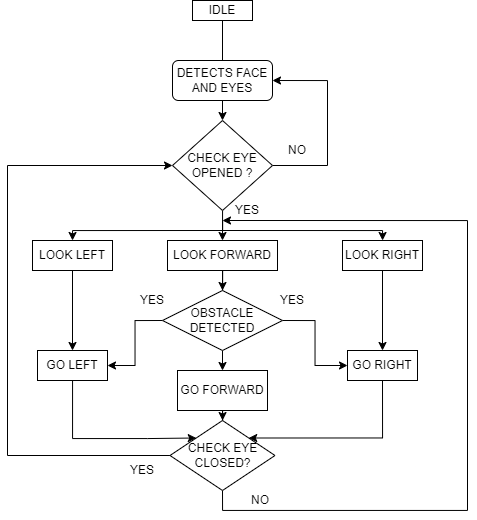 IDLE
DETECTS FACE
AND EYES
CHECK EYE
OPENED ?
NO
YES
LOOK LEFT
LOOK FORWARD
LOOK RIGHT
YES
OBSTACLE
DETECTED
YES
GO LEFT
GO FORWARD
GO RIGHT
CHECK EYE
CLOSED?
YES
NO